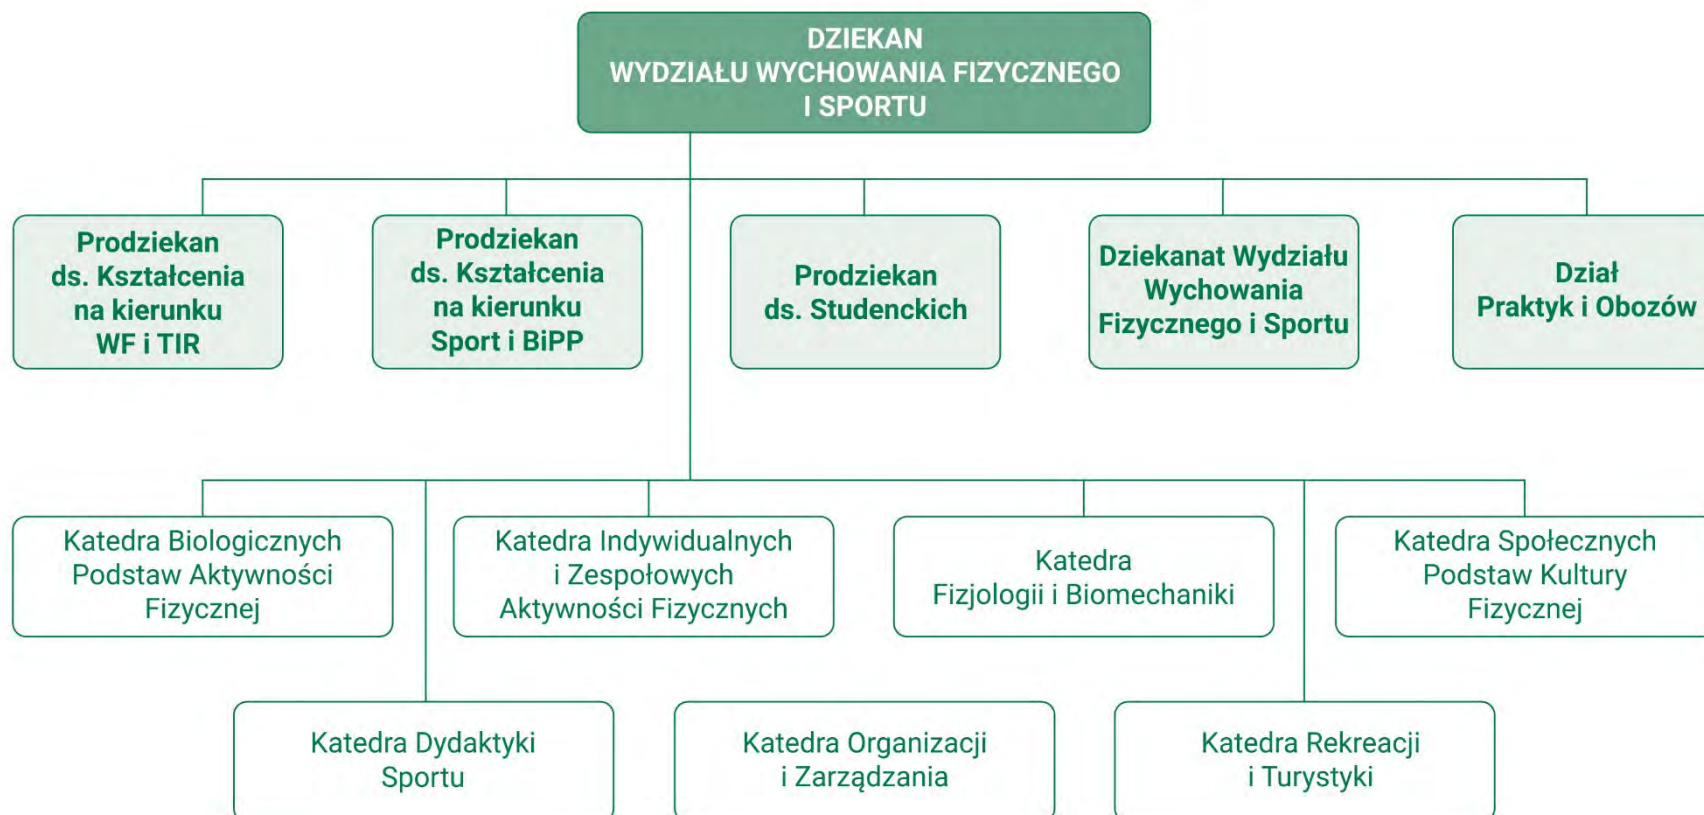 DZIEKAN
WYDZIAŁU WYCHOWANIA FIZYCZNEGO
I SPORTU
Prodziekan
ds. Kształcenia
na kierunku
WF i TIR
Prodziekan
ds. Kształcenia
na kierunku
Sport i BiPP
Prodziekan
ds. Studenckich
Dziekanat Wydziału
Wychowania
Fizycznego i Sportu
Dział
Praktyk i Obozów
Katedra Biologicznych
Podstaw Aktywności
Fizycznej
Katedra Indywidualnych
i Zespołowych
Aktywności Fizycznych
Katedra
Fizjologii i Biomechaniki
Katedra Społecznych
Podstaw Kultury
Fizycznej
Katedra Dydaktyki
Sportu
Katedra Organizacji
i Zarządzania
Katedra Rekreacji
i Turystyki